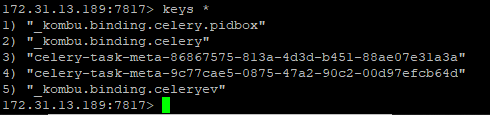 172.31.13.189:7817> keys *
1) "_kombu.binding.celery.pidbox"
2) "_kombu.binding.celery"
3) "celery-task-meta-86867575-813a-4d3d-b451-88ae07e31a3a"
4) "celery-task-meta-9c77cae5-0875-47a2-90c2-00d97efcb64d"
5) "_kombu.binding.celeryev"
172.31.13.189:7817>